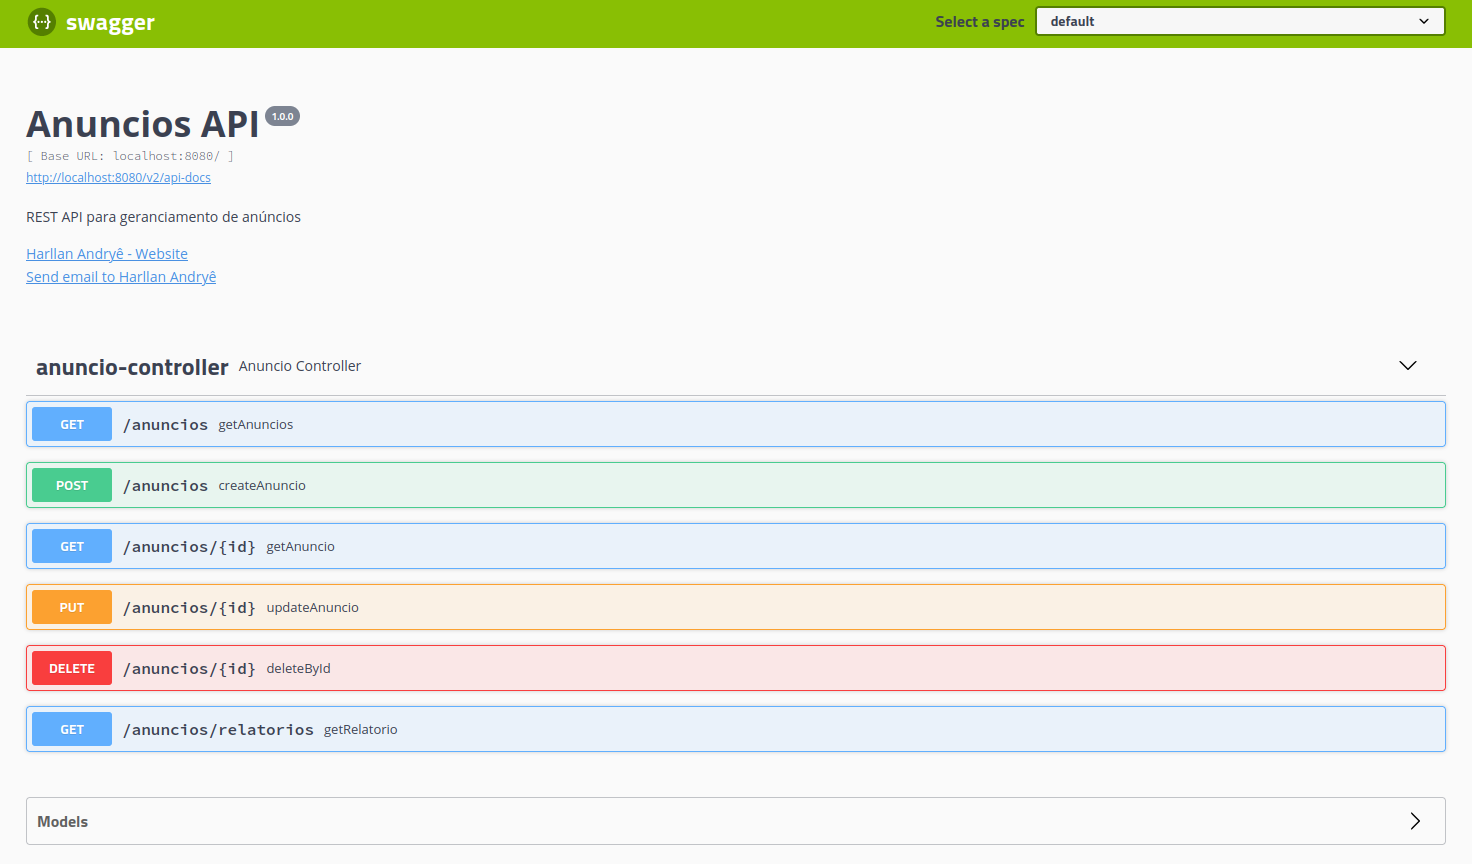 {···} swagger
Select a spec default
Anuncios API 1.0.0
[ Base URL: localhost:8080/ ]
http://localhost:8080/v2/api-docs
REST API para geranciamento de anúncios
Harllan Andryê - Website
Send email to Harllan Andryê
anuncio-controller Anuncio Controller
GET /anuncios getAnuncios
POST /anuncios createAnuncio
GET /anuncios/{id} getAnuncio
PUT /anuncios/{id} updateAnuncio
DELETE /anuncios/{id} deleteById
GET /anuncios/relatorios getRelatorio
Models